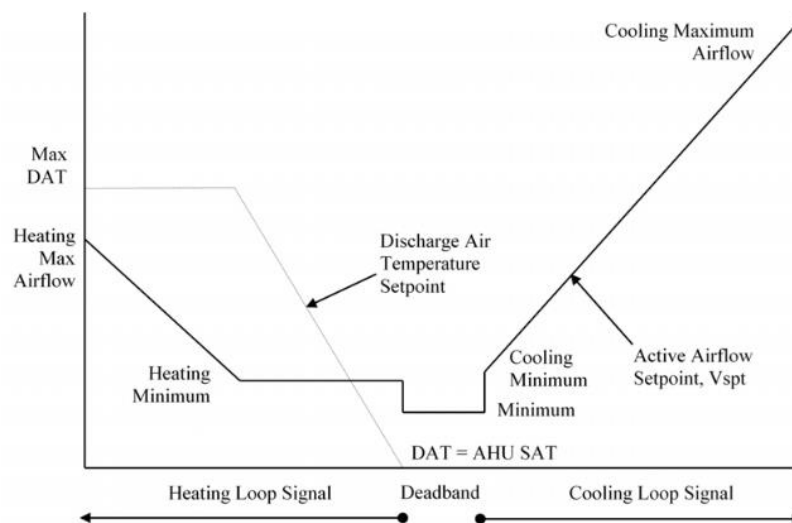 Cooling Maximum
Airflow
Max
DAT
Heating
Max
Airflow
Discharge Air
Temperature
Setpoint
Heating
Minimum
Cooling
Minimum
Active Airflow
Setpoint, Vspt
Minimum
DAT = AHU SAT
Heating Loop Signal
Deadband
Cooling Loop Signal